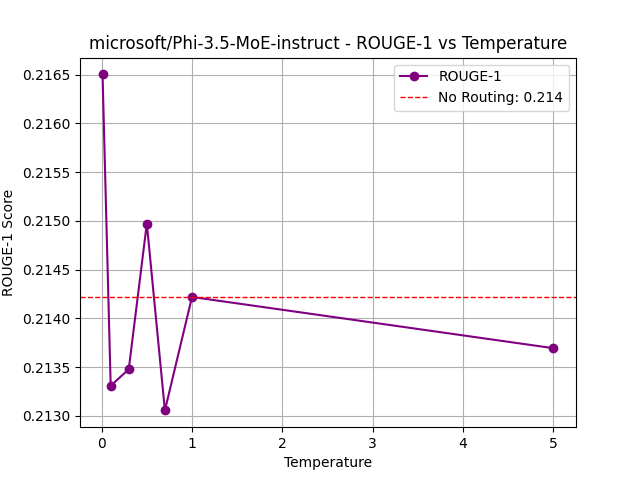 microsoft/Phi-3.5-MoE-instruct - ROUGE-1 vs Temperature
ROUGE-1
No Routing: 0.214
ROUGE-1 Score
0.2165
0.2160
0.2155
0.2150
0.2145
0.2140
0.2135
0.2130
0 1 2 3 4 5
Temperature